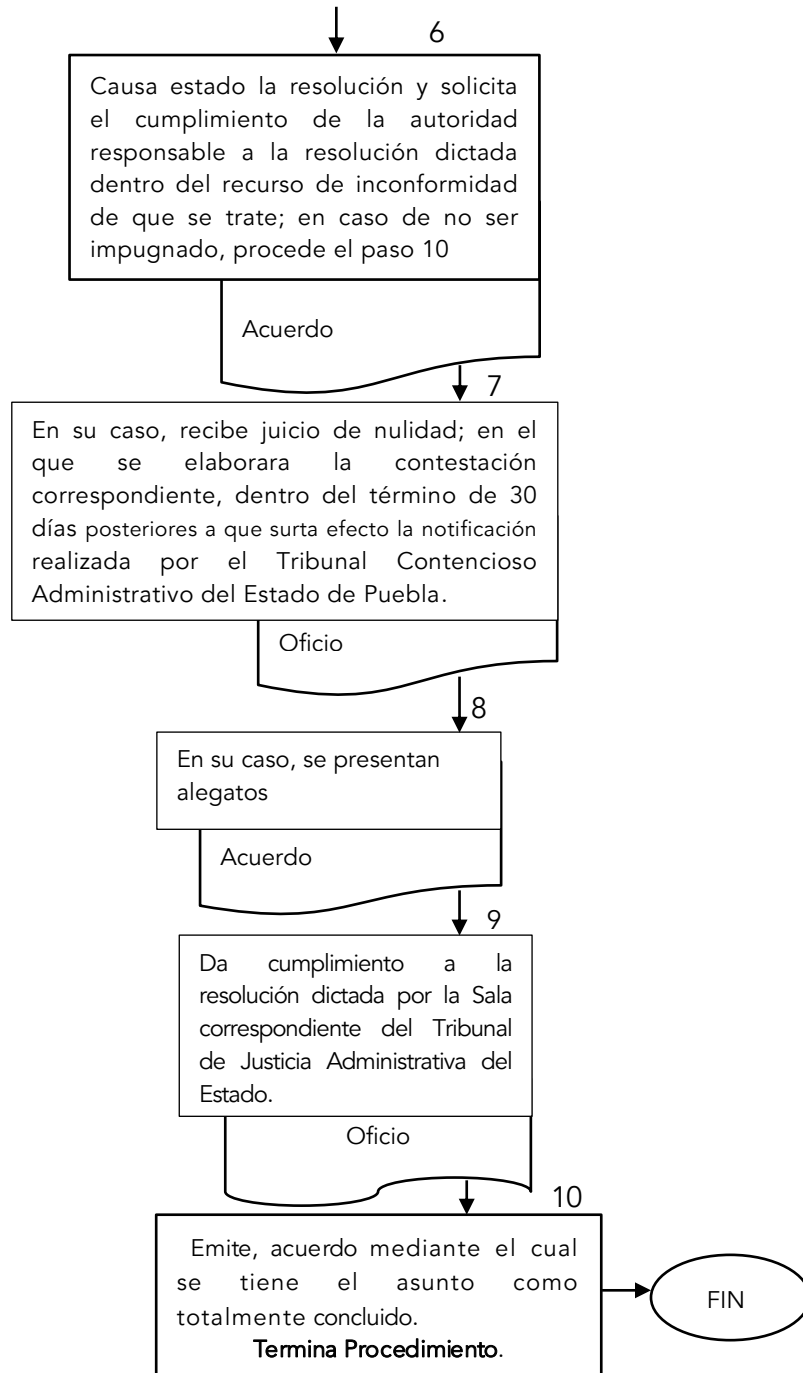 6
Causa estado la resolución y solicita
el cumplimiento de la autoridad
responsable a la resolución dictada
dentro del recurso de inconformidad
de que se trate; en caso de no ser
impugnado, procede el paso 10
Acuerdo
7
En su caso, recibe juicio de nulidad; en el
que se elaborara la contestación
correspondiente, dentro del término de 30
días posteriores a que surta efecto la notificación
realizada por el Tribunal Contencioso
Administrativo del Estado de Puebla.
Oficio
8
En su caso, se presentan
alegatos
Acuerdo
9
Da cumplimiento a la
resolución dictada por la Sala
correspondiente del Tribunal
de Justicia Administrativa del
Estado.
Oficio
10
Emite, acuerdo mediante el cual
se tiene el asunto como
totalmente concluido.
Termina Procedimiento.
FIN